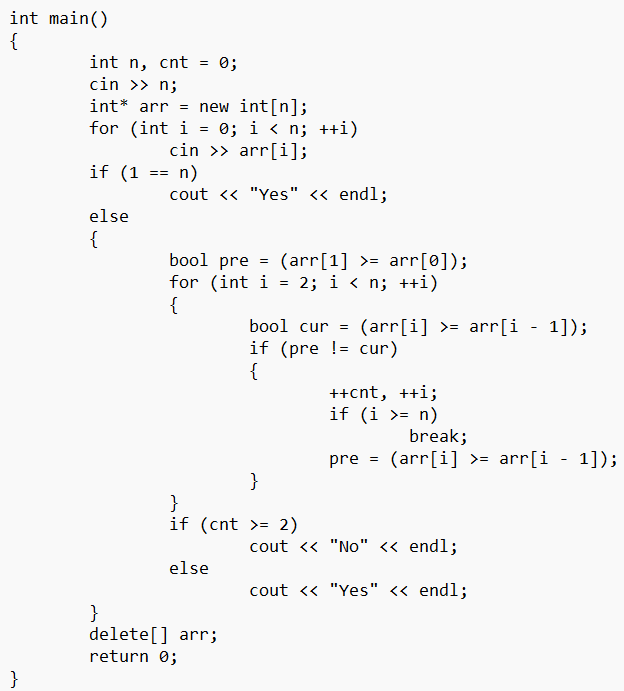 int main()
{
        int n, cnt = 0;
        cin >> n;
        int* arr = new int[n];
        for (int i = 0; i < n; ++i)
                cin >> arr[i];
        if (1 == n)
                cout << "Yes" << endl;
        else
        {
                bool pre = (arr[1] >= arr[0]);
                for (int i = 2; i < n; ++i)
                {
                        bool cur = (arr[i] >= arr[i - 1]);
                        if (pre != cur)
                        {
                                ++cnt, ++i;
                                if (i >= n)
                                        break;
                                pre = (arr[i] >= arr[i - 1]);
                        }
                }
                if (cnt >= 2)
                        cout << "No" << endl;
                else
                        cout << "Yes" << endl;
        }
        delete[] arr;
        return 0;
}